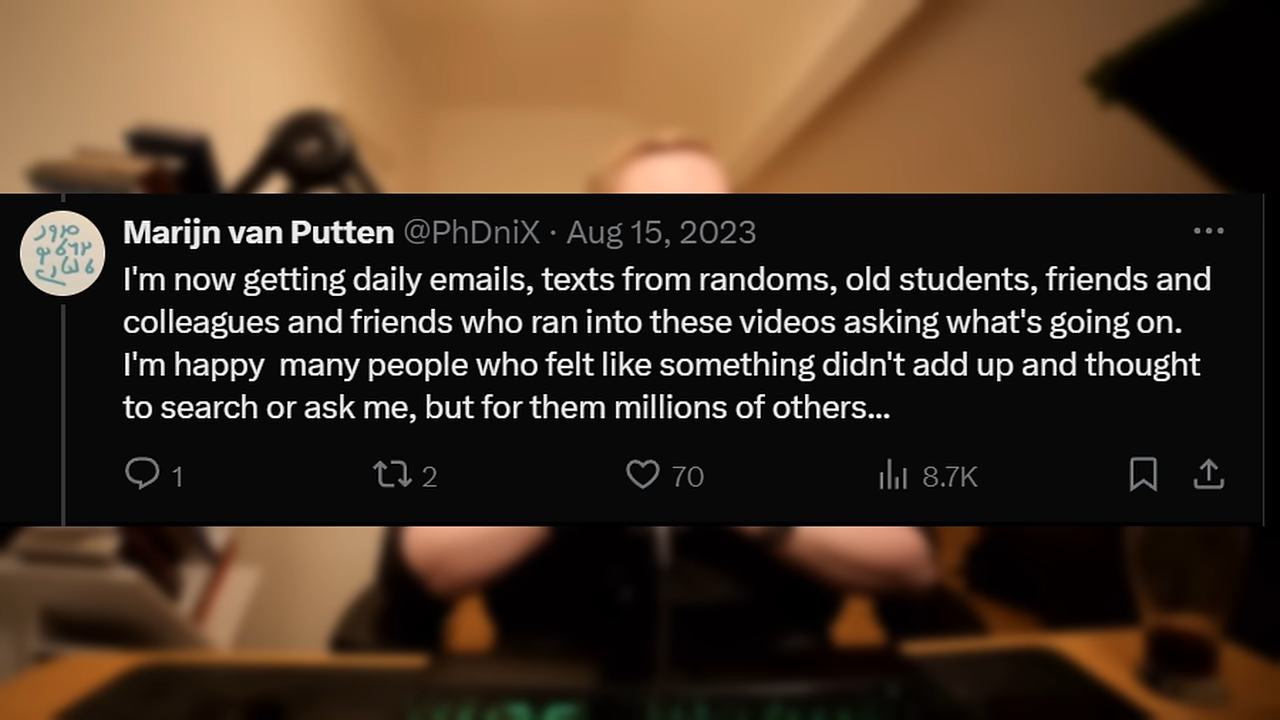 Marijn van Putten @PhDniX · Aug 15, 2023
I'm now getting daily emails, texts from randoms, old students, friends and
colleagues and friends who ran into these videos asking what's going on.
I'm happy  many people who felt like something didn't add up and thought
to search or ask me, but for them millions of others...
1 2 70 8.7K